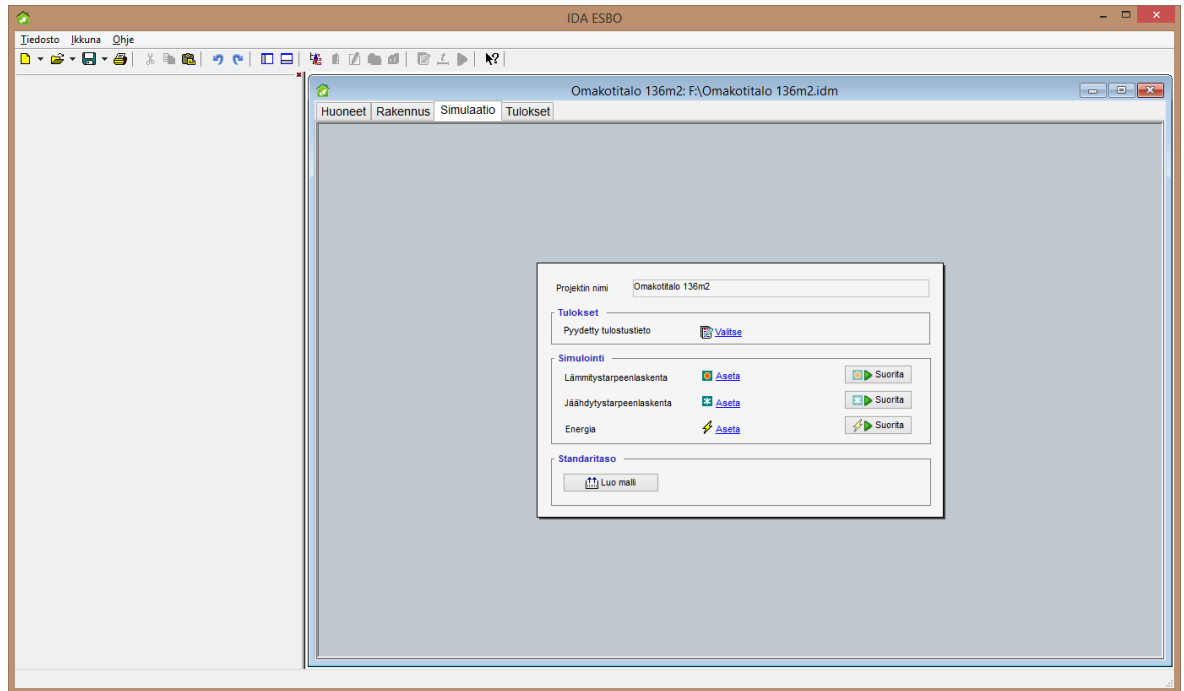 IDA ESBO
Tiedosto Ikkuna Ohje
Omakotitalo 136m2: F:\Omakotitalo 136m2.idm
Huoneet Rakennus Simulaatio Tulokset
Projektin nimi Omakotitalo 136m2
Tulokset
Pyydetty tulostustieto Valitse
Simulointi
Lämmitystarpeenlaskenta Aseta Suorita
Jäähdytystarpeenlaskenta Aseta Suorita
Energia Aseta Suorita
Standaritaso
Luo malli